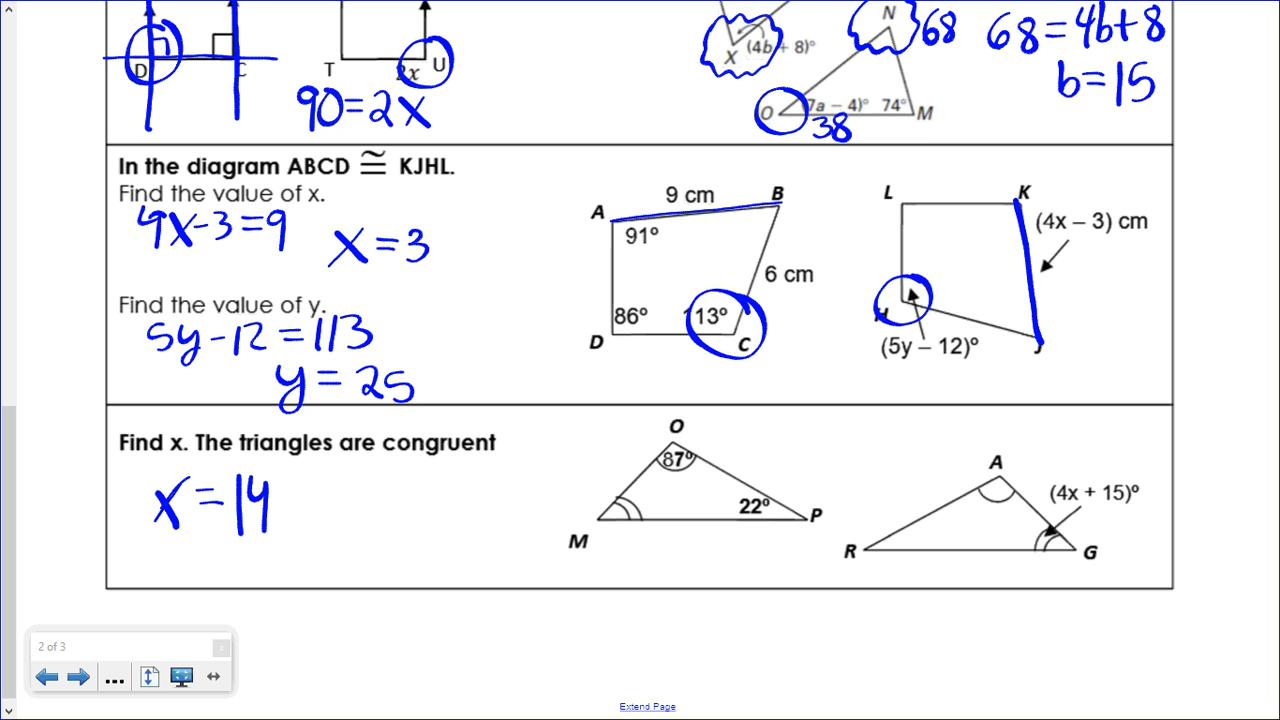 N
68
68 = 4b + 8
X
(4b + 8)°
b = 15
D
C
T
2x
U
90 = 2x
O
(7a – 4)°
74°
M
38
In the diagram ABCD ≅ KJHL.
Find the value of x.
4x - 3 = 9
x = 3
Find the value of y.
5y - 12 = 113
y = 25
9 cm
A
B
91°
6 cm
86°
113°
D
C
L
K
(4x – 3) cm
H
J
(5y – 12)°
Find x. The triangles are congruent
x = 14
O
87°
22°
M
P
A
(4x + 15)°
R
G
2 of 3
x
...
Extend Page